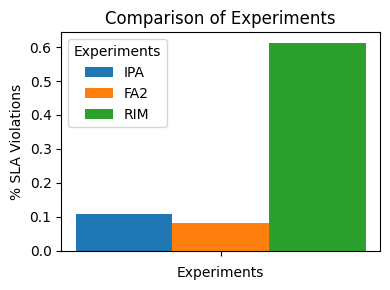 Comparison of Experiments
% SLA Violations
0.6
0.5
0.4
0.3
0.2
0.1
0.0
Experiments
IPA
FA2
RIM
Experiments